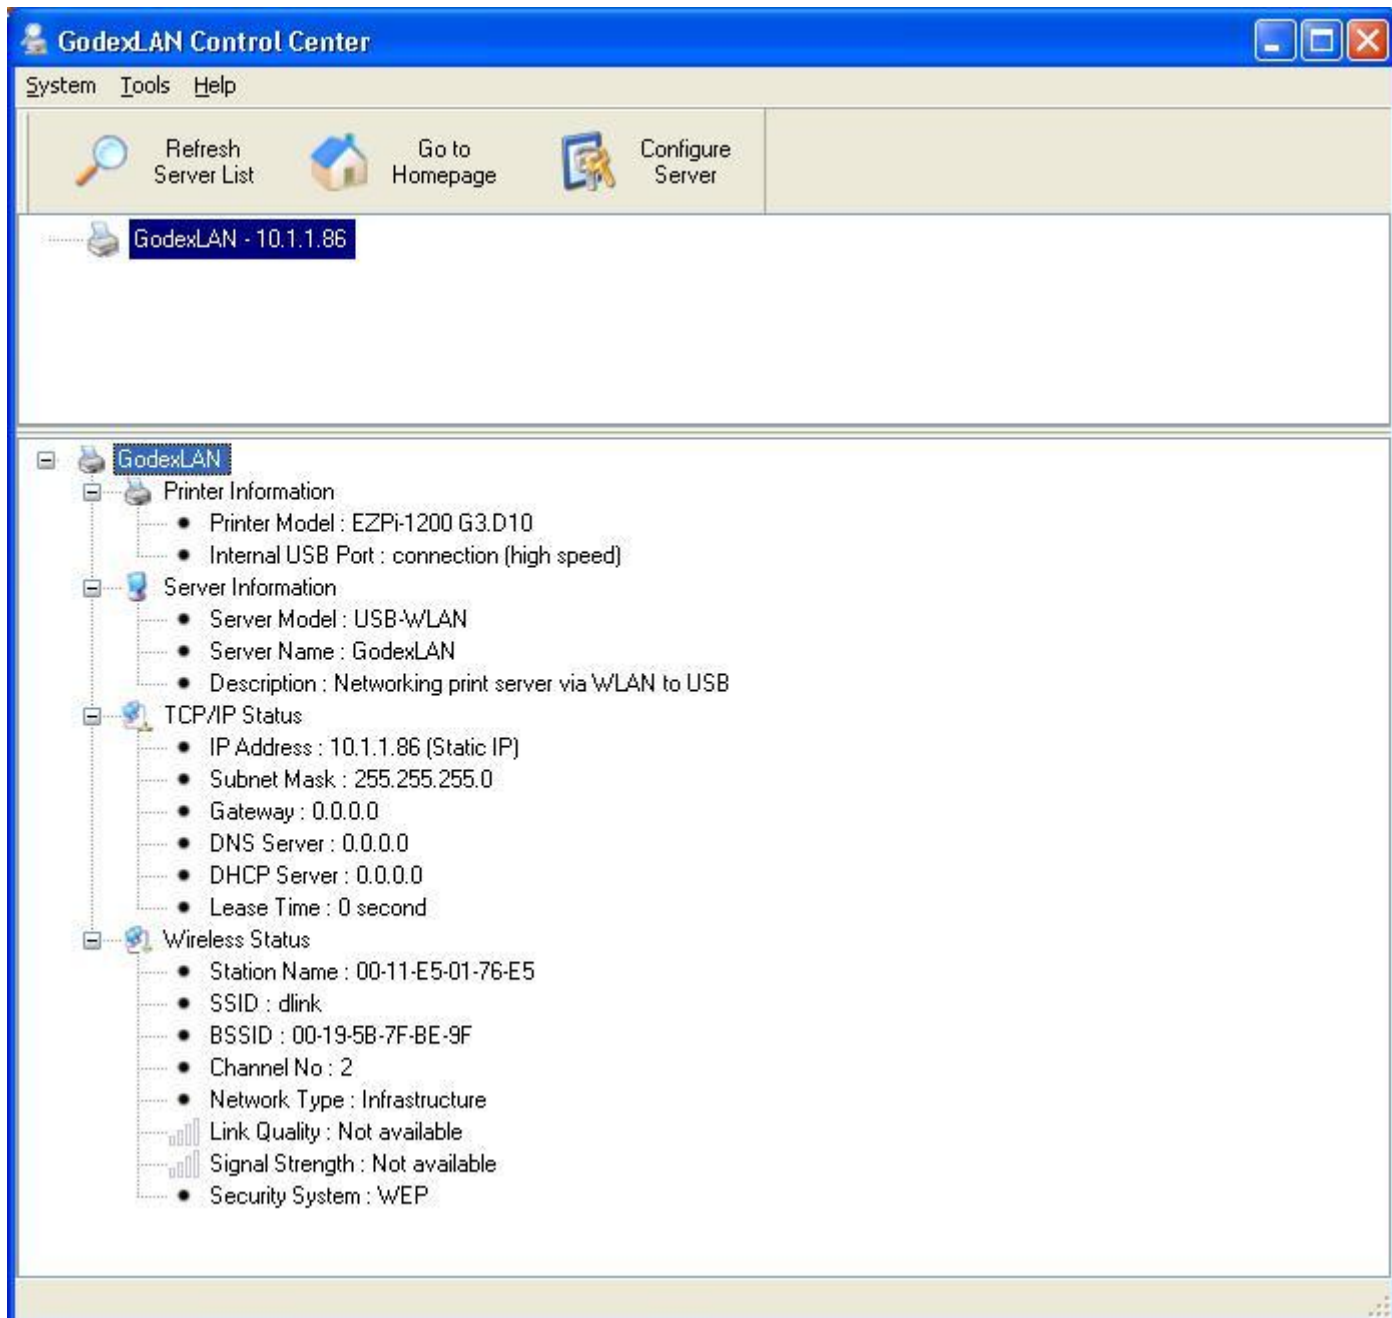 GodexLAN Control Center
System Tools Help
Refresh Server List
Go to Homepage
Configure Server
GodexLAN - 10.1.1.86
GodexLAN
Printer Information
Printer Model : EZPi-1200 G3.D10
Internal USB Port : connection (high speed)
Server Information
Server Model : USB-WLAN
Server Name : GodexLAN
Description : Networking print server via WLAN to USB
TCP/IP Status
IP Address : 10.1.1.86 (Static IP)
Subnet Mask : 255.255.255.0
Gateway : 0.0.0.0
DNS Server : 0.0.0.0
DHCP Server : 0.0.0.0
Lease Time : 0 second
Wireless Status
Station Name : 00-11-E5-01-76-E5
SSID : dlink
BSSID : 00-19-5B-7F-BE-9F
Channel No : 2
Network Type : Infrastructure
Link Quality : Not available
Signal Strength : Not available
Security System : WEP